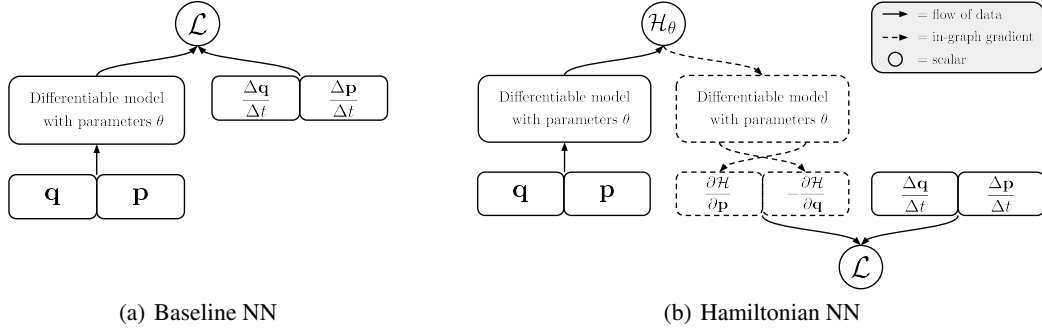 ℒ
Differentiable model
with parameters θ
Δq/Δt Δp/Δt
q p
(a) Baseline NN
ℋ_θ
Differentiable model
with parameters θ
Differentiable model
with parameters θ
q p
∂ℋ/∂p −∂ℋ/∂q
Δq/Δt Δp/Δt
ℒ
(b) Hamiltonian NN
= flow of data
= in-graph gradient
= scalar